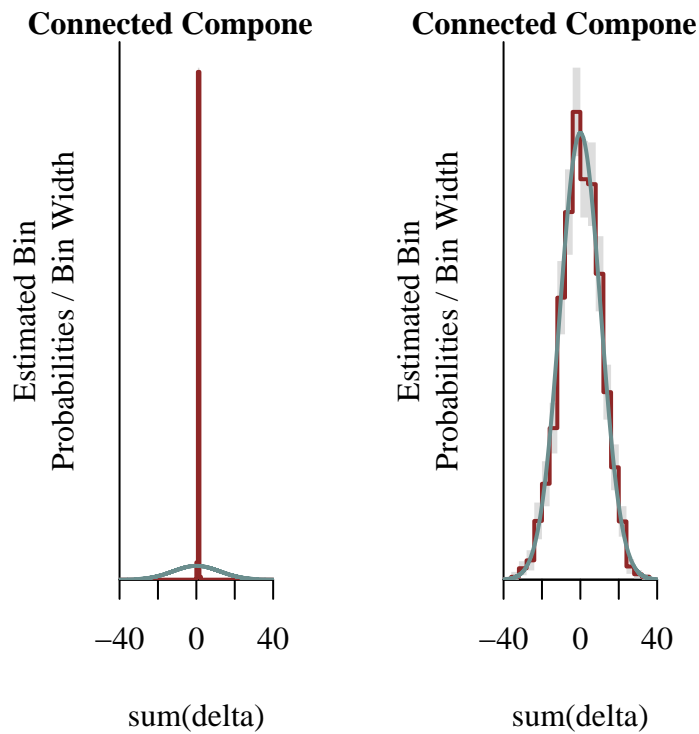 Connected Compone
Estimated Bin
Probabilities / Bin Width
−40 0 40
sum(delta)
Connected Compone
Estimated Bin
Probabilities / Bin Width
−40 0 40
sum(delta)